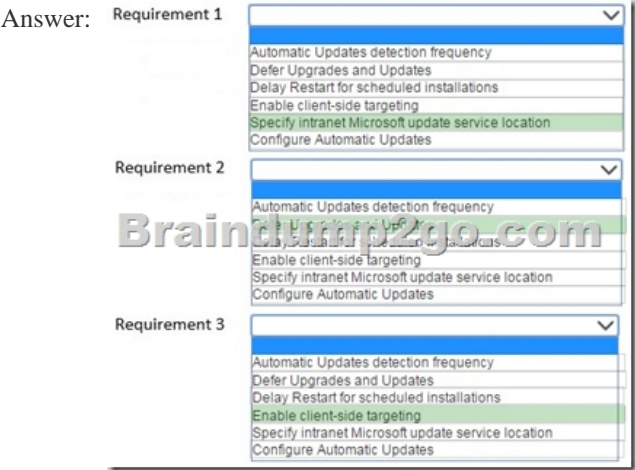 Answer:
Requirement 1
Automatic Updates detection frequency
Defer Upgrades and Updates
Delay Restart for scheduled installations
Enable client-side targeting
Specify intranet Microsoft update service location
Configure Automatic Updates
Requirement 2
Automatic Updates detection frequency
Braindump2go.com
Enable client-side targeting
Specify intranet Microsoft update service location
Configure Automatic Updates
Requirement 3
Automatic Updates detection frequency
Defer Upgrades and Updates
Delay Restart for scheduled installations
Enable client-side targeting
Specify intranet Microsoft update service location
Configure Automatic Updates